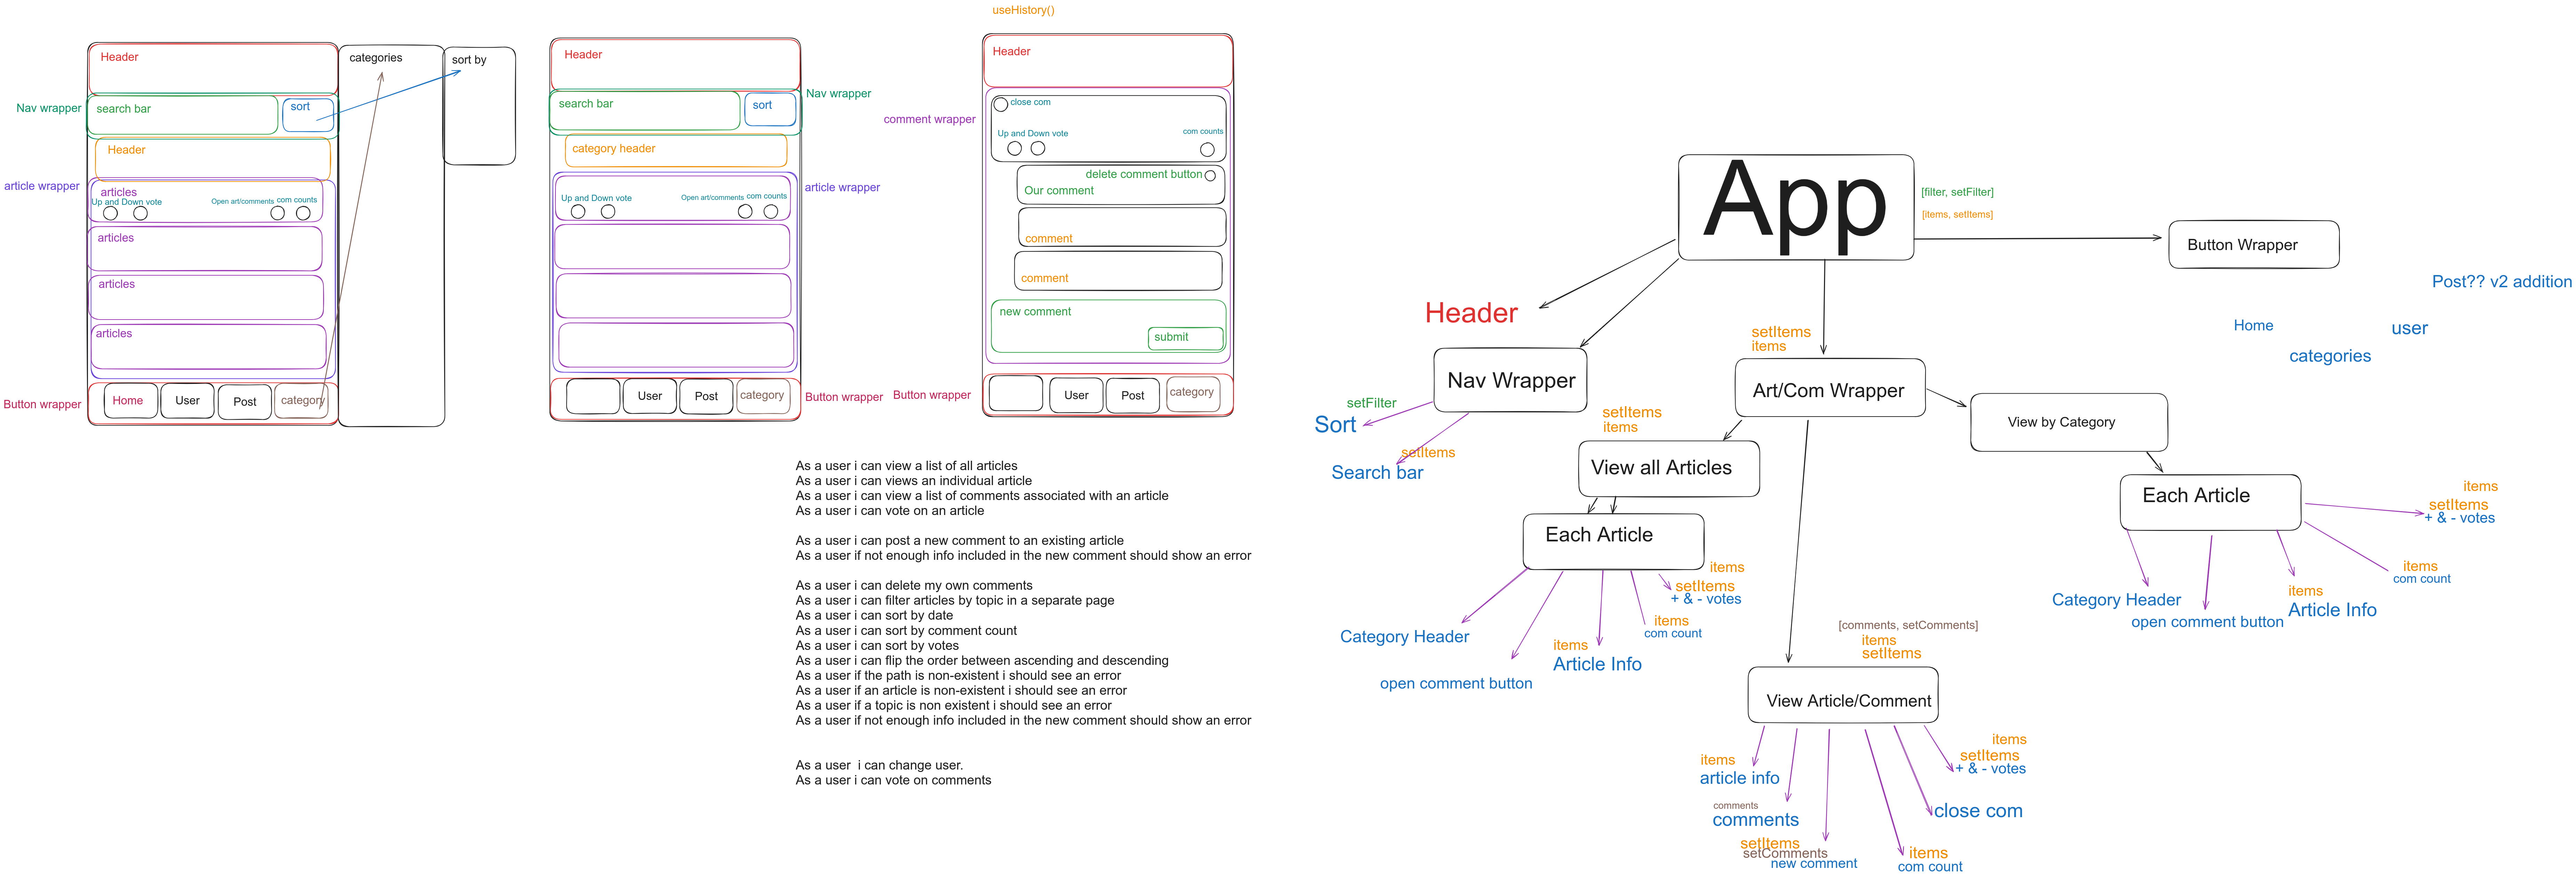 useHistory()
Header
categories
sort by
Nav wrapper
search bar
sort
Header
article wrapper
articles
Up and Down vote
Open art/comments
com counts
articles
articles
articles
Button wrapper
Home
User
Post
category
Header
Nav wrapper
search bar
sort
category header
article wrapper
Up and Down vote
Open art/comments
com counts
User
Post
category
Button wrapper
Header
comment wrapper
close com
Up and Down vote
com counts
delete comment button
Our comment
comment
comment
new comment
submit
Button wrapper
User
Post
category
As a user i can view a list of all articles
As a user i can views an individual article
As a user i can view a list of comments associated with an article
As a user i can vote on an article
As a user i can post a new comment to an existing article
As a user if not enough info included in the new comment should show an error
As a user i can delete my own comments
As a user i can filter articles by topic in a separate page
As a user i can sort by date
As a user i can sort by comment count
As a user i can sort by votes
As a user i can flip the order between ascending and descending
As a user if the path is non-existent i should see an error
As a user if an article is non-existent i should see an error
As a user if a topic is non existent i should see an error
As a user if not enough info included in the new comment should show an error
As a user  i can change user.
As a user i can vote on comments
App
[filter, setFilter]
[items, setItems]
Button Wrapper
Post?? v2 addition
Home
user
categories
Header
setItems
items
Nav Wrapper
Art/Com Wrapper
setFilter
Sort
setItems
Search bar
setItems
items
View all Articles
View by Category
Each Article
items
setItems
+ & - votes
items
com count
Category Header
items
Article Info
open comment button
Each Article
items
setItems
+ & - votes
items
com count
Category Header
items
Article Info
open comment button
[comments, setComments]
items
setItems
View Article/Comment
items
article info
items
setItems
+ & - votes
comments
comments
close com
setItems
setComments
new comment
items
com count